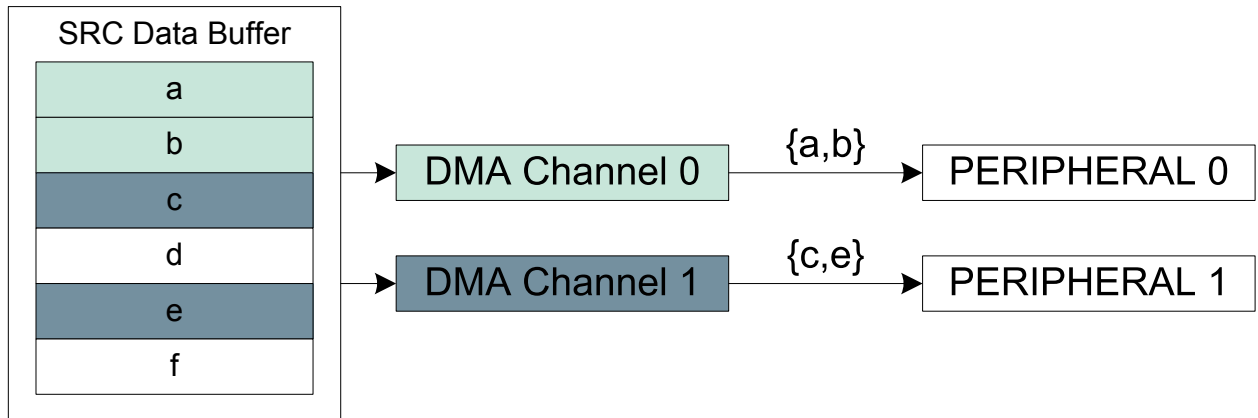 SRC Data Buffer
a
b
c
d
e
f
DMA Channel 0
{a,b}
PERIPHERAL 0
DMA Channel 1
{c,e}
PERIPHERAL 1